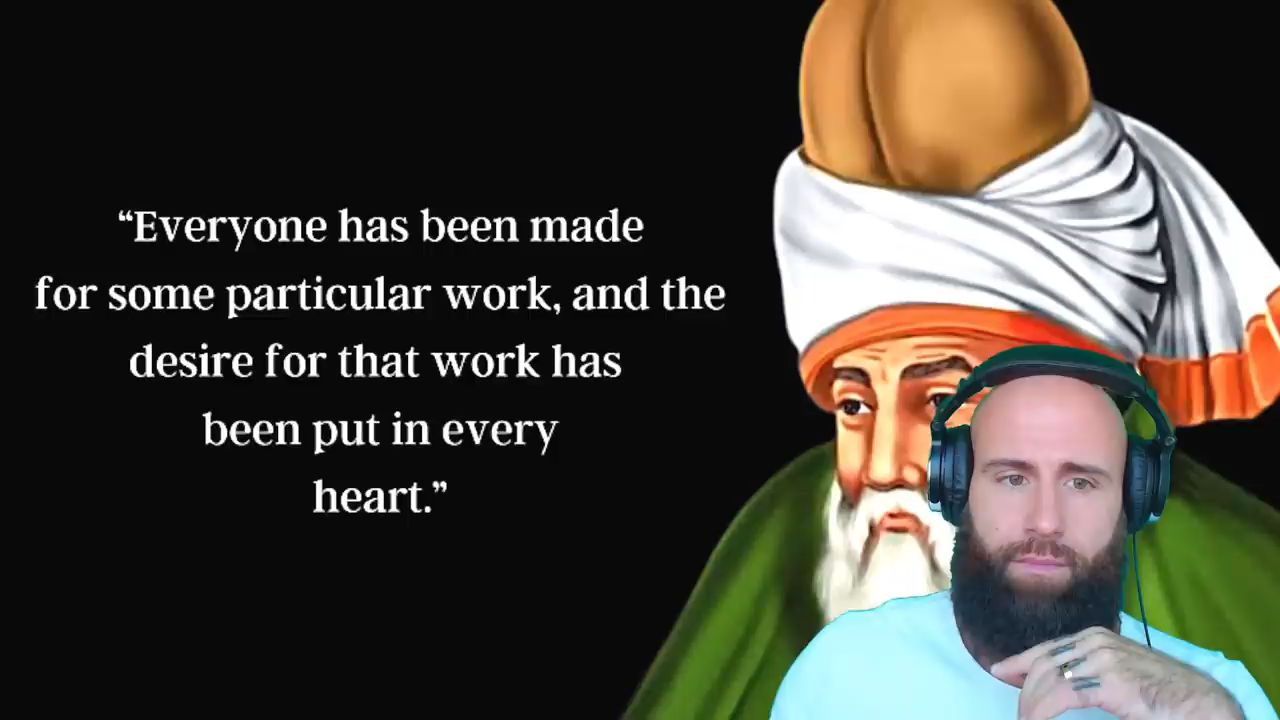 “Everyone has been made
for some particular work, and the
desire for that work has
been put in every
heart.”